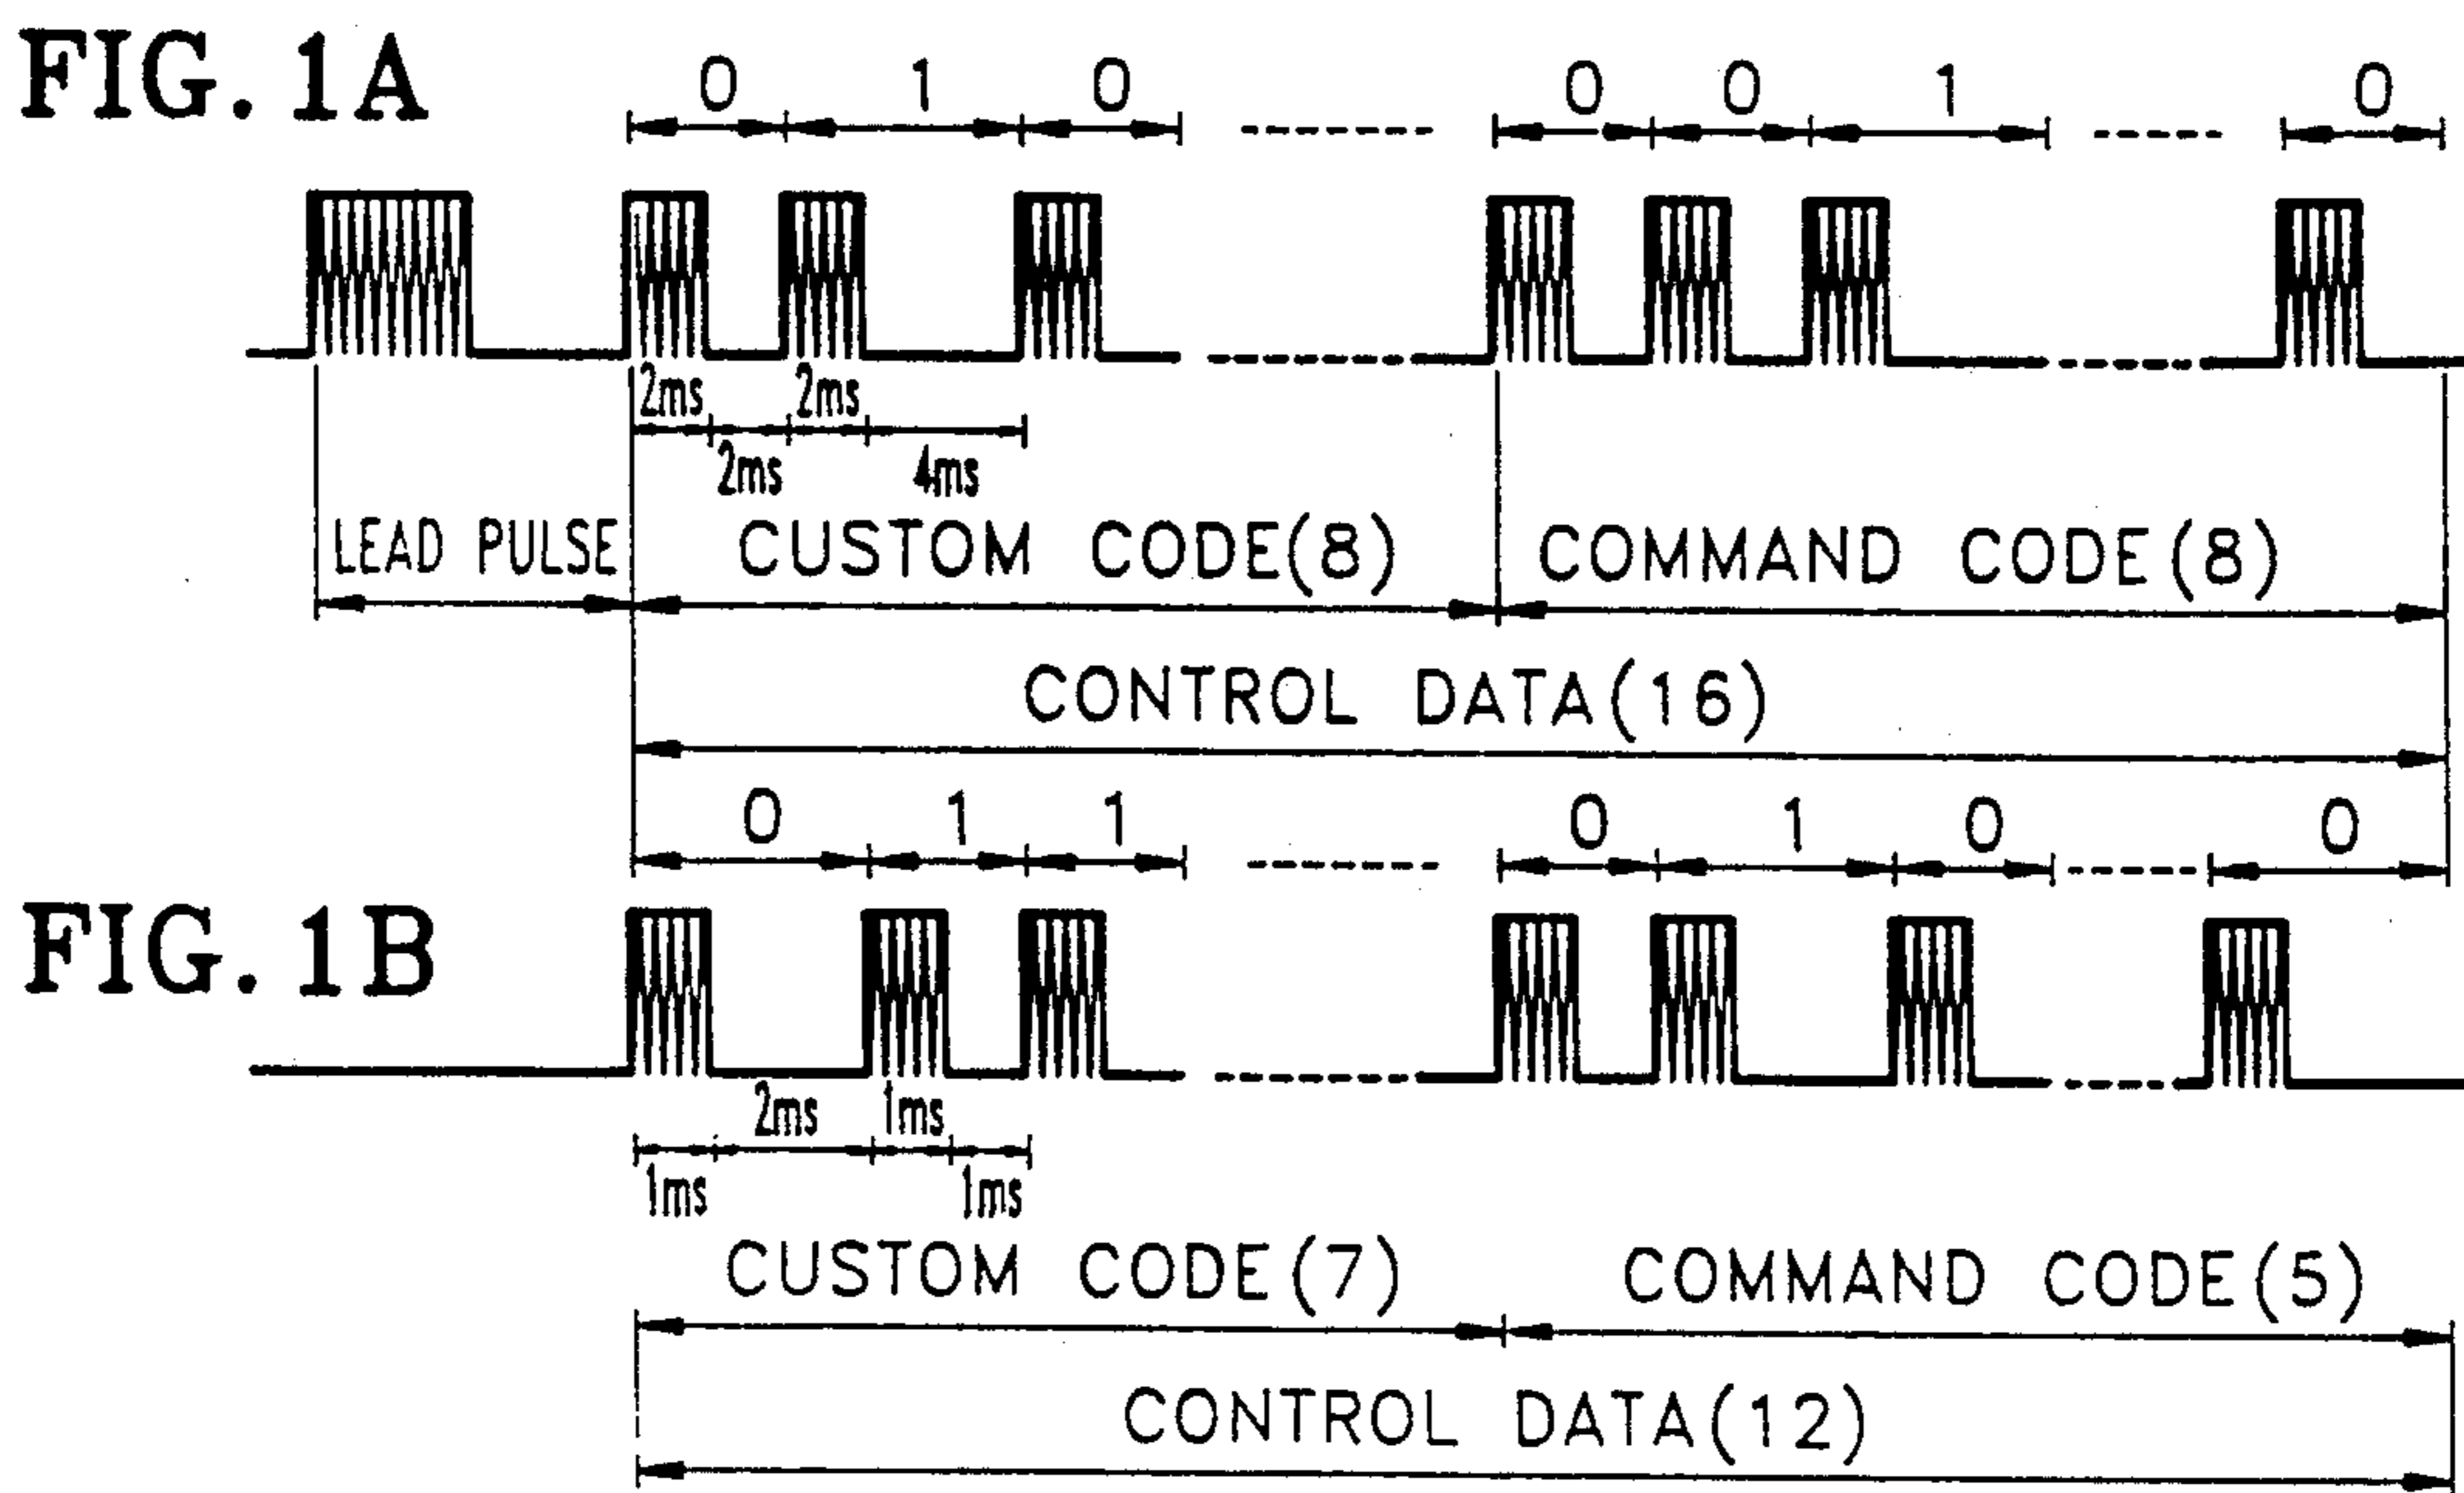 FIG. 1A
0 1 0 0 0 1 0
2ms 2ms
2ms 4ms
LEAD PULSE CUSTOM CODE(8) COMMAND CODE(8)
CONTROL DATA(16)
0 1 1 0 1 0 0
FIG. 1B
2ms 1ms
1ms 1ms
CUSTOM CODE(7) COMMAND CODE(5)
CONTROL DATA(12)